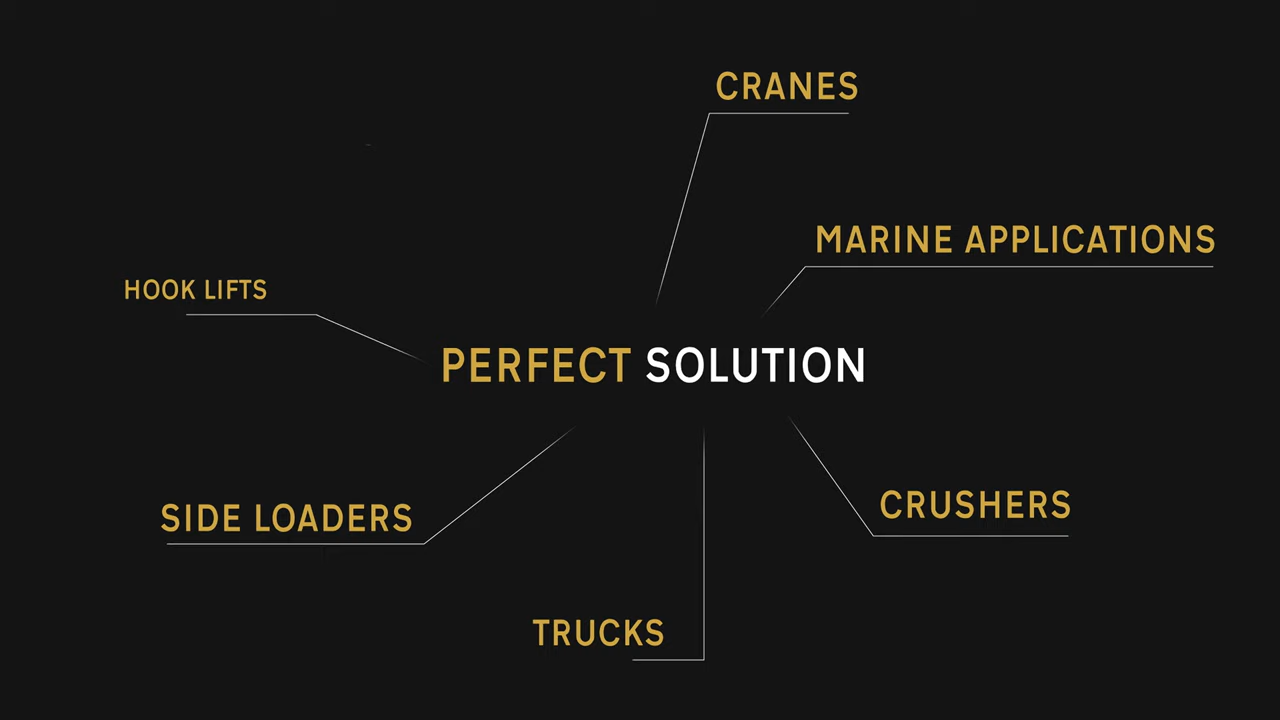 CRANES
MARINE APPLICATIONS
HOOK LIFTS
PERFECT SOLUTION
SIDE LOADERS
CRUSHERS
TRUCKS